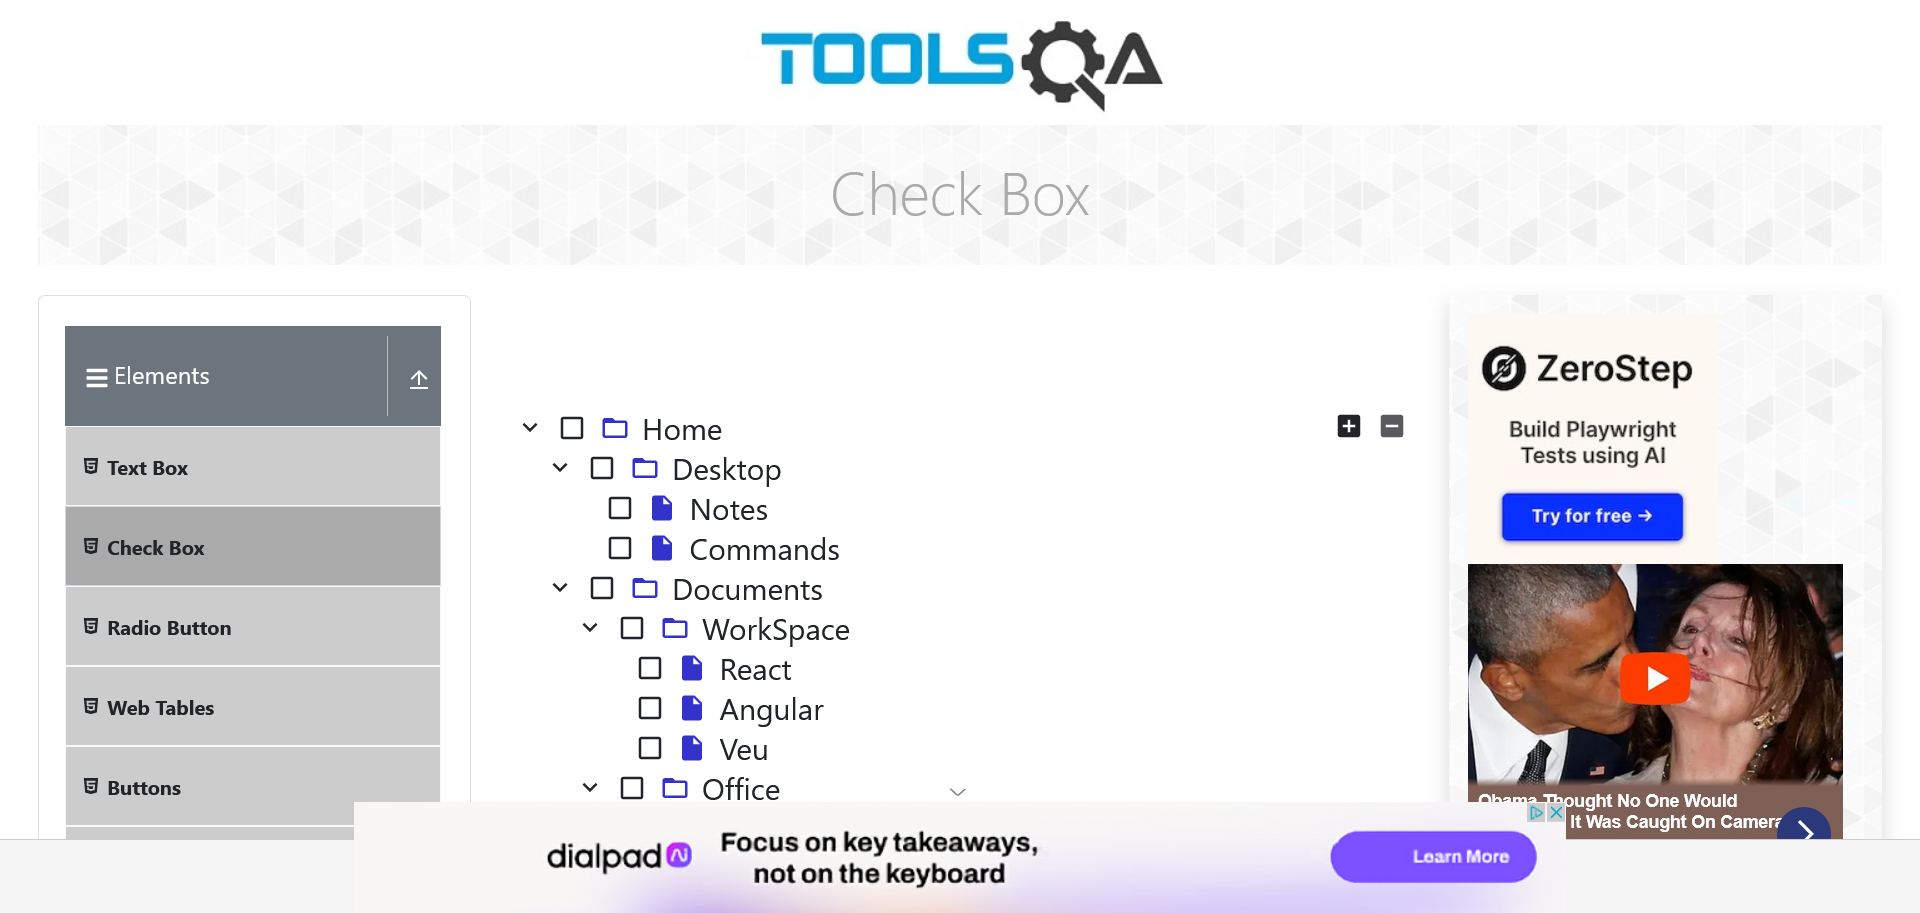 TOOLSQA
Check Box
Elements
Text Box
Check Box
Radio Button
Web Tables
Buttons
Home
Desktop
Notes
Commands
Documents
WorkSpace
React
Angular
Veu
Office
ZeroStep
Build Playwright
Tests using AI
Try for free →
Obama Thought No One Would
It Was Caught On Camera
dialpad Ai
Focus on key takeaways,
not on the keyboard
Learn More